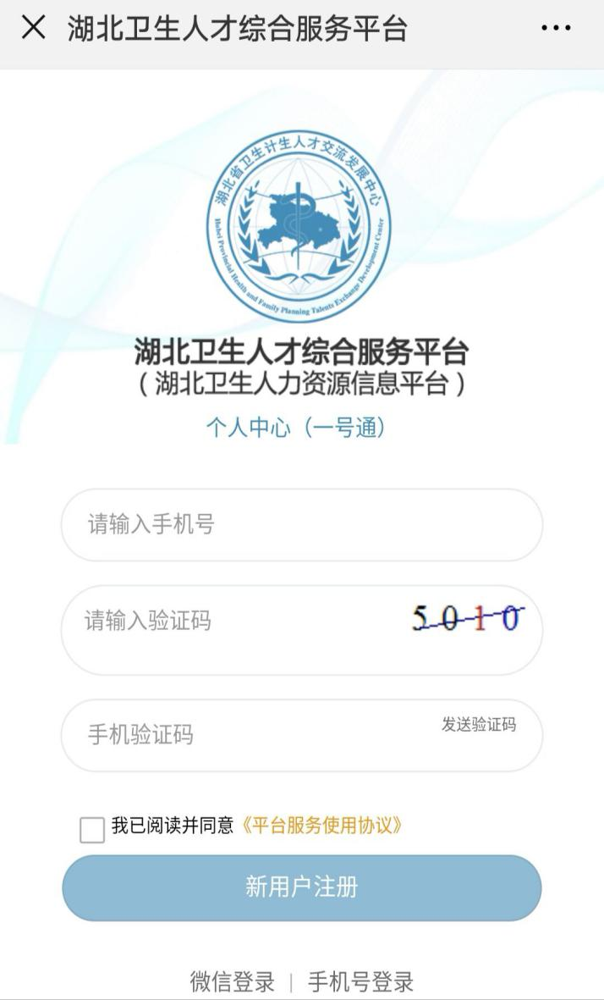 湖北卫生人才综合服务平台
湖北省卫生计生人才交流发展中心
Hubei Provincial Health and Family Planning Talents Exchange Development Center
湖北卫生人才综合服务平台
（湖北卫生人力资源信息平台）
个人中心（一号通）
请输入手机号
请输入验证码 5010
手机验证码 发送验证码
我已阅读并同意《平台服务使用协议》
新用户注册
微信登录 | 手机号登录